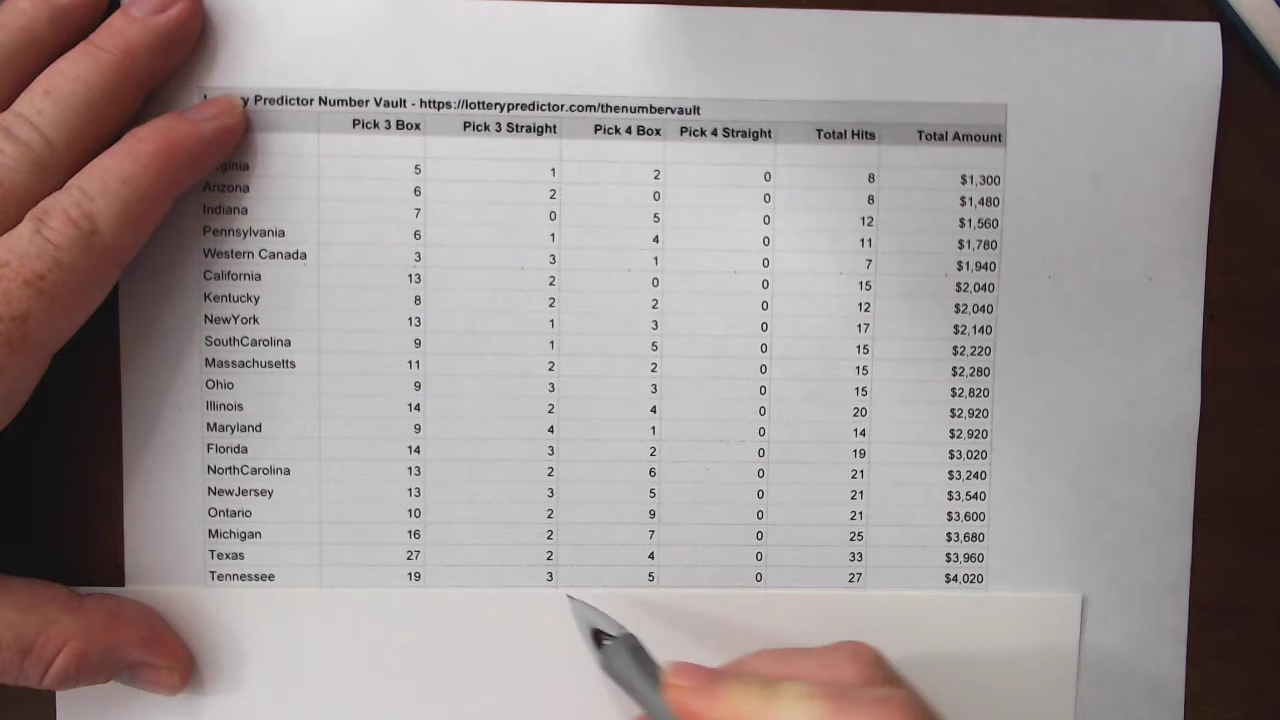 y Predictor Number Vault - https://lotterypredictor.com/thenumbervault
Pick 3 Box Pick 3 Straight Pick 4 Box Pick 4 Straight Total Hits Total Amount
ginia 5 1 2 0 8 $1,300
Arizona 6 2 0 0 8 $1,480
Indiana 7 0 5 0 12 $1,560
Pennsylvania 6 1 4 0 11 $1,780
Western Canada 3 3 1 0 7 $1,940
California 13 2 0 0 15 $2,040
Kentucky 8 2 2 0 12 $2,040
NewYork 13 1 3 0 17 $2,140
SouthCarolina 9 1 5 0 15 $2,220
Massachusetts 11 2 2 0 15 $2,280
Ohio 9 3 3 0 15 $2,820
Illinois 14 2 4 0 20 $2,920
Maryland 9 4 1 0 14 $2,920
Florida 14 3 2 0 19 $3,020
NorthCarolina 13 2 6 0 21 $3,240
NewJersey 13 3 5 0 21 $3,540
Ontario 10 2 9 0 21 $3,600
Michigan 16 2 7 0 25 $3,680
Texas 27 2 4 0 33 $3,960
Tennessee 19 3 5 0 27 $4,020